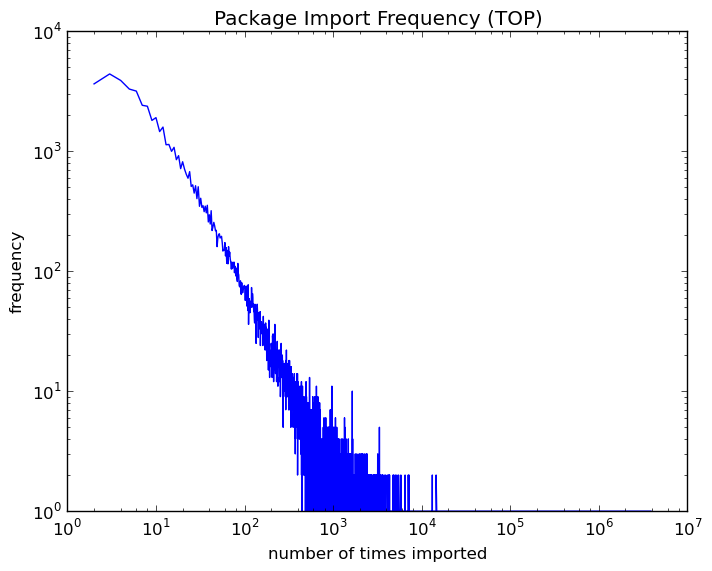 Package Import Frequency (TOP)
10^4
10^3
10^2
10^1
10^0
frequency
10^0 10^1 10^2 10^3 10^4 10^5 10^6 10^7
number of times imported